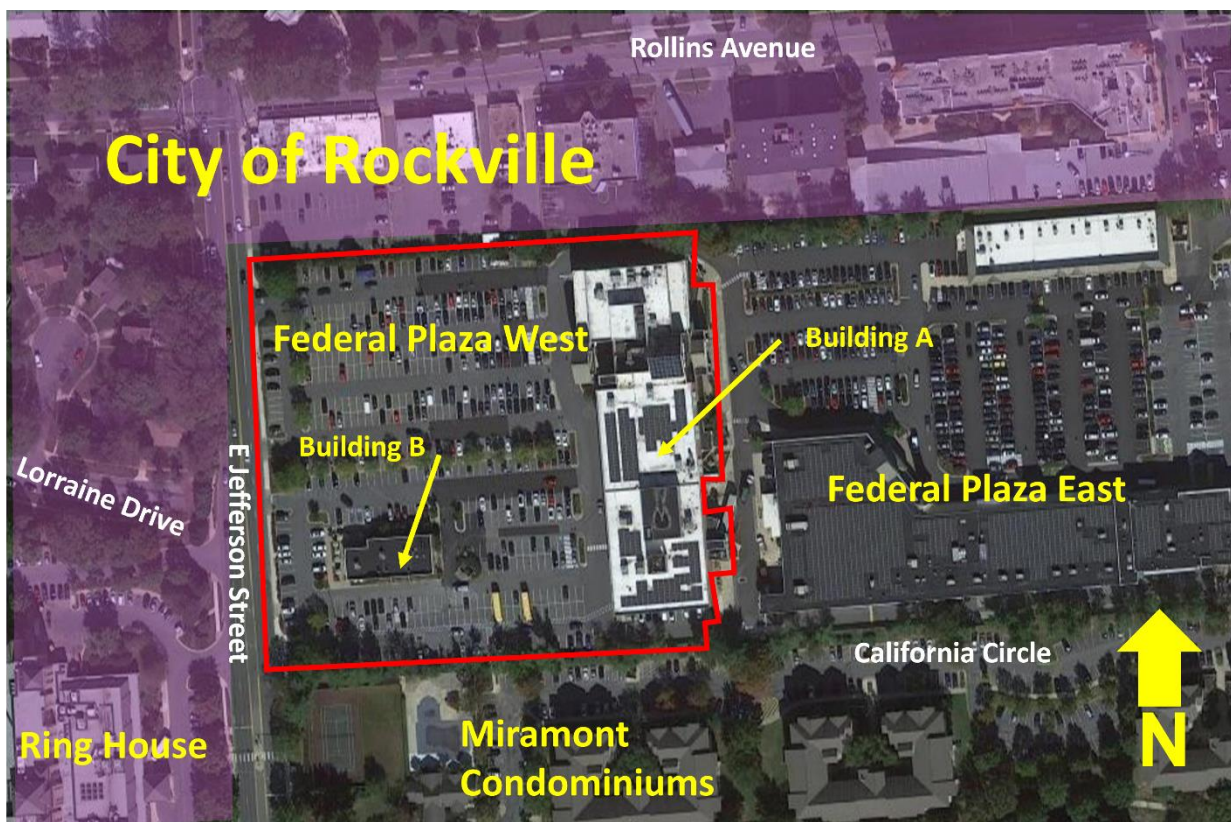 Rollins Avenue
City of Rockville
Federal Plaza West
Building A
Building B
Lorraine Drive
E Jefferson Street
Federal Plaza East
California Circle
Ring House
Miramont
Condominiums
N